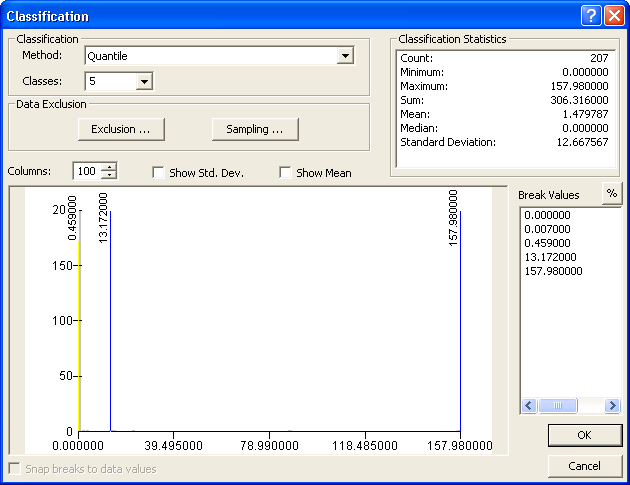 Classification
Classification
Method: Quantile
Classes: 5
Data Exclusion
Exclusion ...
Sampling ...
Classification Statistics
Count: 207
Minimum: 0.000000
Maximum: 157.980000
Sum: 306.316000
Mean: 1.479787
Median: 0.000000
Standard Deviation: 12.667567
Columns: 100
Show Std. Dev.
Show Mean
Break Values
%
0.000000
0.007000
0.459000
13.172000
157.980000
0.459000
13.172000
157.980000
20
150
100
50
0
0.000000
39.495000
78.990000
118.485000
157.980000
Snap breaks to data values
OK
Cancel